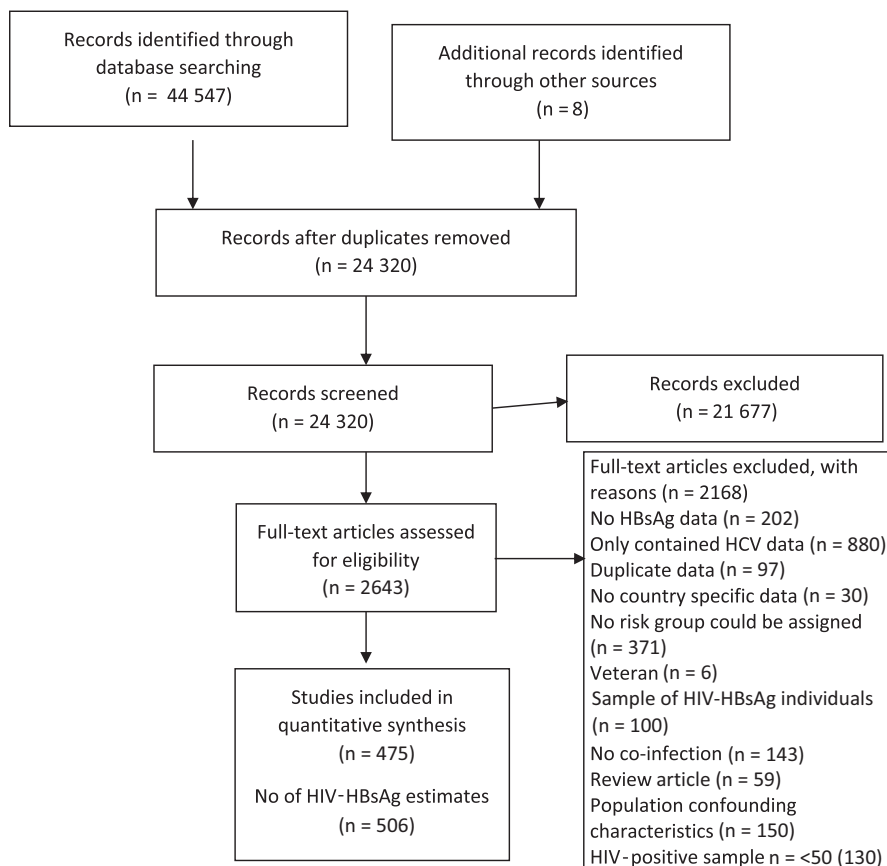 Records identified through
database searching
(n = 44 547)
Additional records identified
through other sources
(n = 8)
Records after duplicates removed
(n = 24 320)
Records screened
(n = 24 320)
Records excluded
(n = 21 677)
Full-text articles assessed
for eligibility
(n = 2643)
Full-text articles excluded, with
reasons (n = 2168)
No HBsAg data (n = 202)
Only contained HCV data (n = 880)
Duplicate data (n = 97)
No country specific data (n = 30)
No risk group could be assigned
(n = 371)
Veteran (n = 6)
Sample of HIV-HBsAg individuals
(n = 100)
No co-infection (n = 143)
Review article (n = 59)
Population confounding
characteristics (n = 150)
HIV-positive sample n = <50 (130)
Studies included in
quantitative synthesis
(n = 475)
No of HIV-HBsAg estimates
(n = 506)